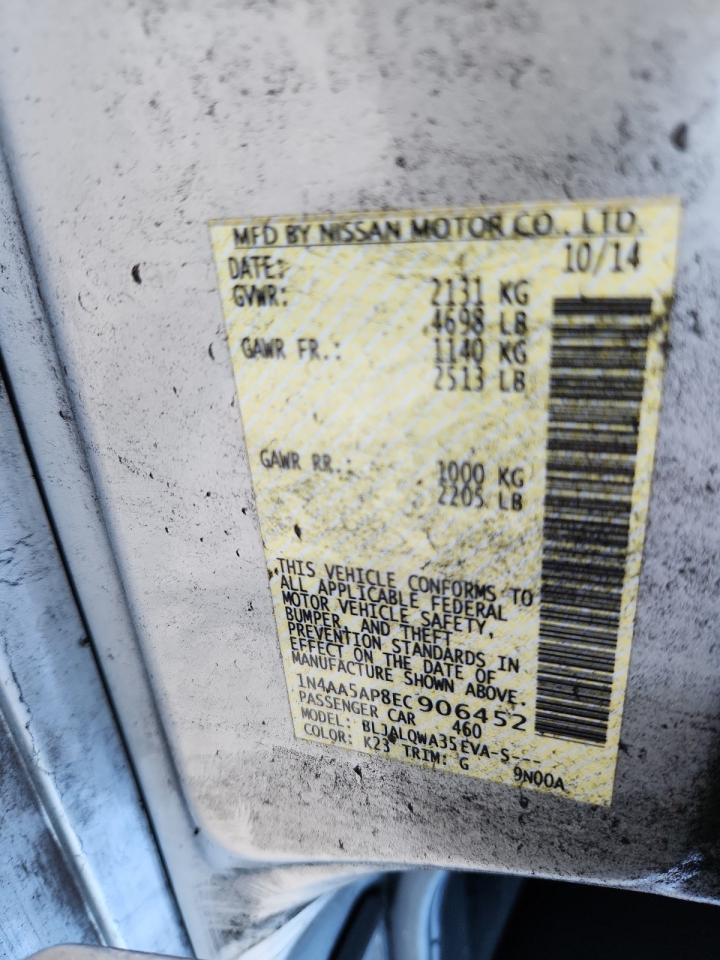 MFD BY NISSAN MOTOR CO., LTD.
DATE: 10/14
GVWR: 2131 KG
4698 LB
GAWR FR.: 1140 KG
2513 LB
GAWR RR.: 1000 KG
2205 LB
THIS VEHICLE CONFORMS TO
ALL APPLICABLE FEDERAL
MOTOR VEHICLE SAFETY,
BUMPER, AND THEFT
PREVENTION STANDARDS IN
EFFECT ON THE DATE OF
MANUFACTURE SHOWN ABOVE.
1N4AA5AP8EC906452
PASSENGER CAR 460
MODEL: BLJALQWA35EVA-S---
COLOR: K23 TRIM: G 9N00A